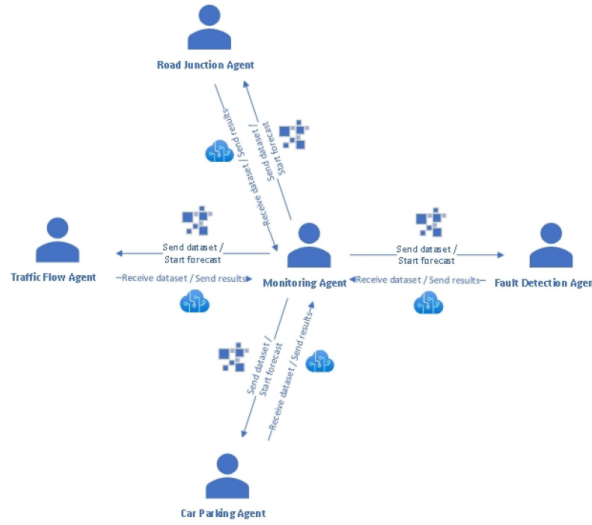 Road Junction Agent
Receive dataset / Send results
Send dataset /
Start forecast
Send dataset /
Start forecast
Send dataset /
Start forecast
Traffic Flow Agent
Receive dataset / Send results
Monitoring Agent
Receive dataset / Send results
Fault Detection Agen
Send dataset /
Start forecast
Receive dataset / Send results
Car Parking Agent